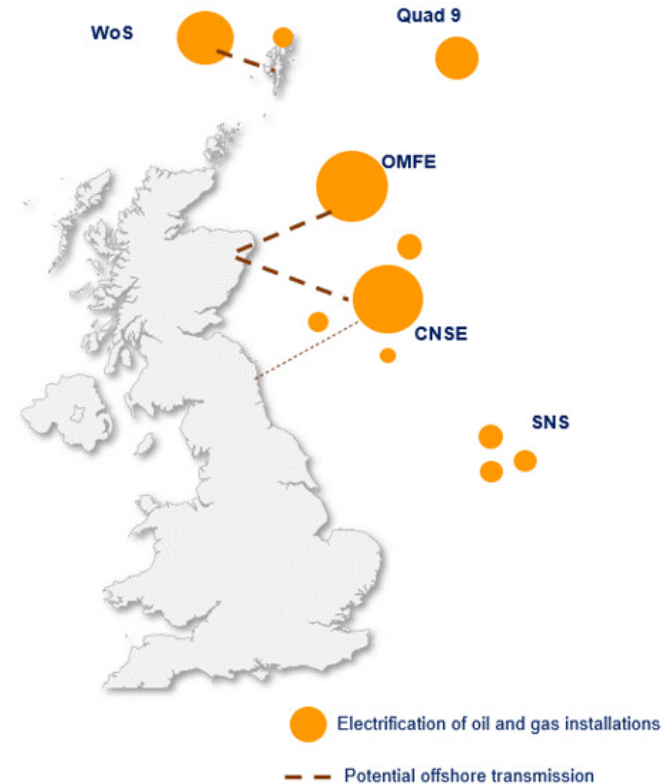 Quad 9
WoS
OMFE
CNSE
SNS
Electrification of oil and gas installations
Potential offshore transmission